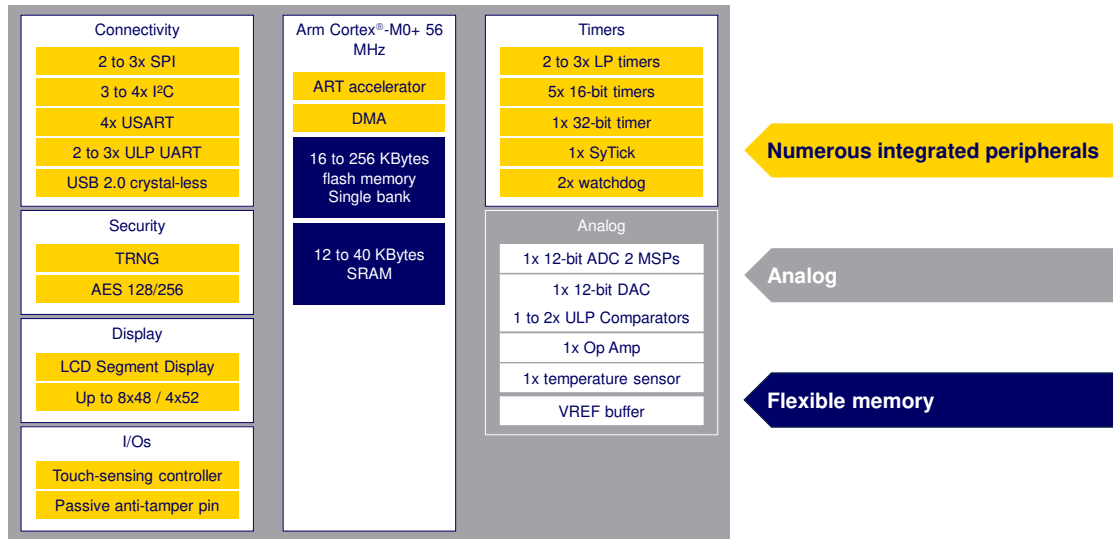 Connectivity
2 to 3x SPI
3 to 4x I²C
4x USART
2 to 3x ULP UART
USB 2.0 crystal-less
Security
TRNG
AES 128/256
Display
LCD Segment Display
Up to 8x48 / 4x52
I/Os
Touch-sensing controller
Passive anti-tamper pin
Arm Cortex®-M0+ 56
MHz
ART accelerator
DMA
16 to 256 KBytes
flash memory
Single bank
12 to 40 KBytes
SRAM
Timers
2 to 3x LP timers
5x 16-bit timers
1x 32-bit timer
1x SyTick
2x watchdog
Analog
1x 12-bit ADC 2 MSPs
1x 12-bit DAC
1 to 2x ULP Comparators
1x Op Amp
1x temperature sensor
VREF buffer
Numerous integrated peripherals
Analog
Flexible memory